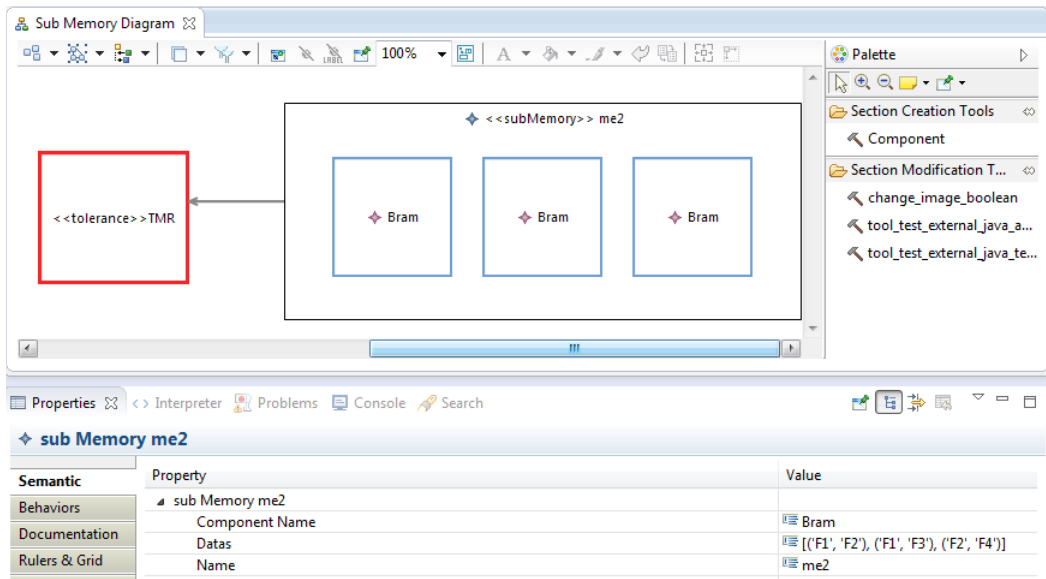 Sub Memory Diagram
100%
A
LABEL
Palette
Section Creation Tools
Component
Section Modification T...
change_image_boolean
tool_test_external_java_a...
tool_test_external_java_te...
<<subMemory>> me2
<<tolerance>>TMR
Bram Bram Bram
Properties Interpreter Problems Console Search
sub Memory me2
Semantic
Behaviors
Documentation
Rulers & Grid
Property Value
sub Memory me2
Component Name Bram
Datas [('F1', 'F2'), ('F1', 'F3'), ('F2', 'F4')]
Name me2